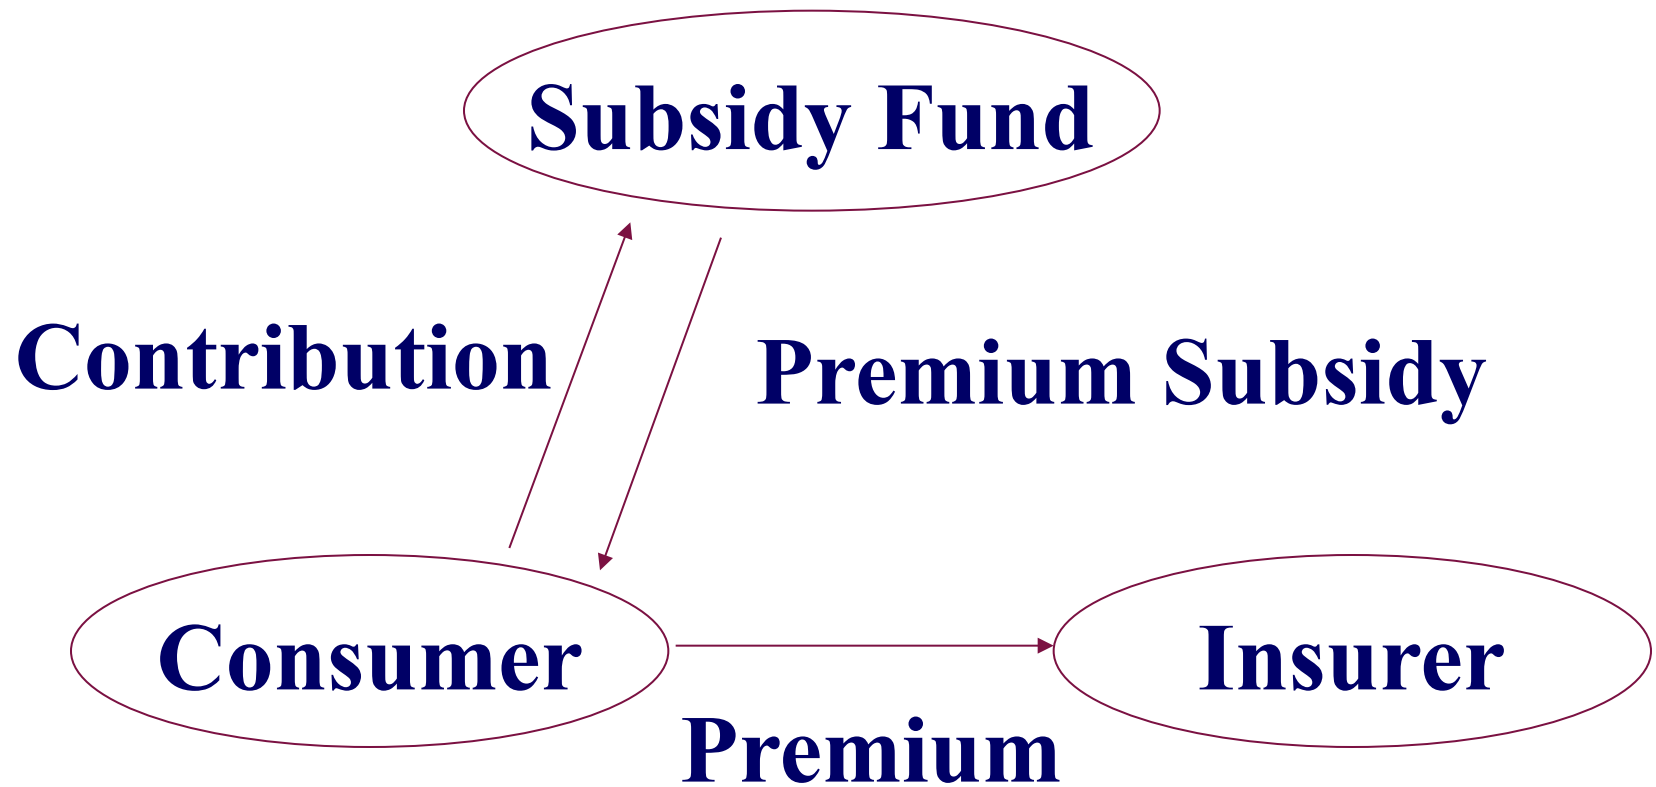 Subsidy Fund
Contribution
Premium Subsidy
Consumer
Insurer
Premium